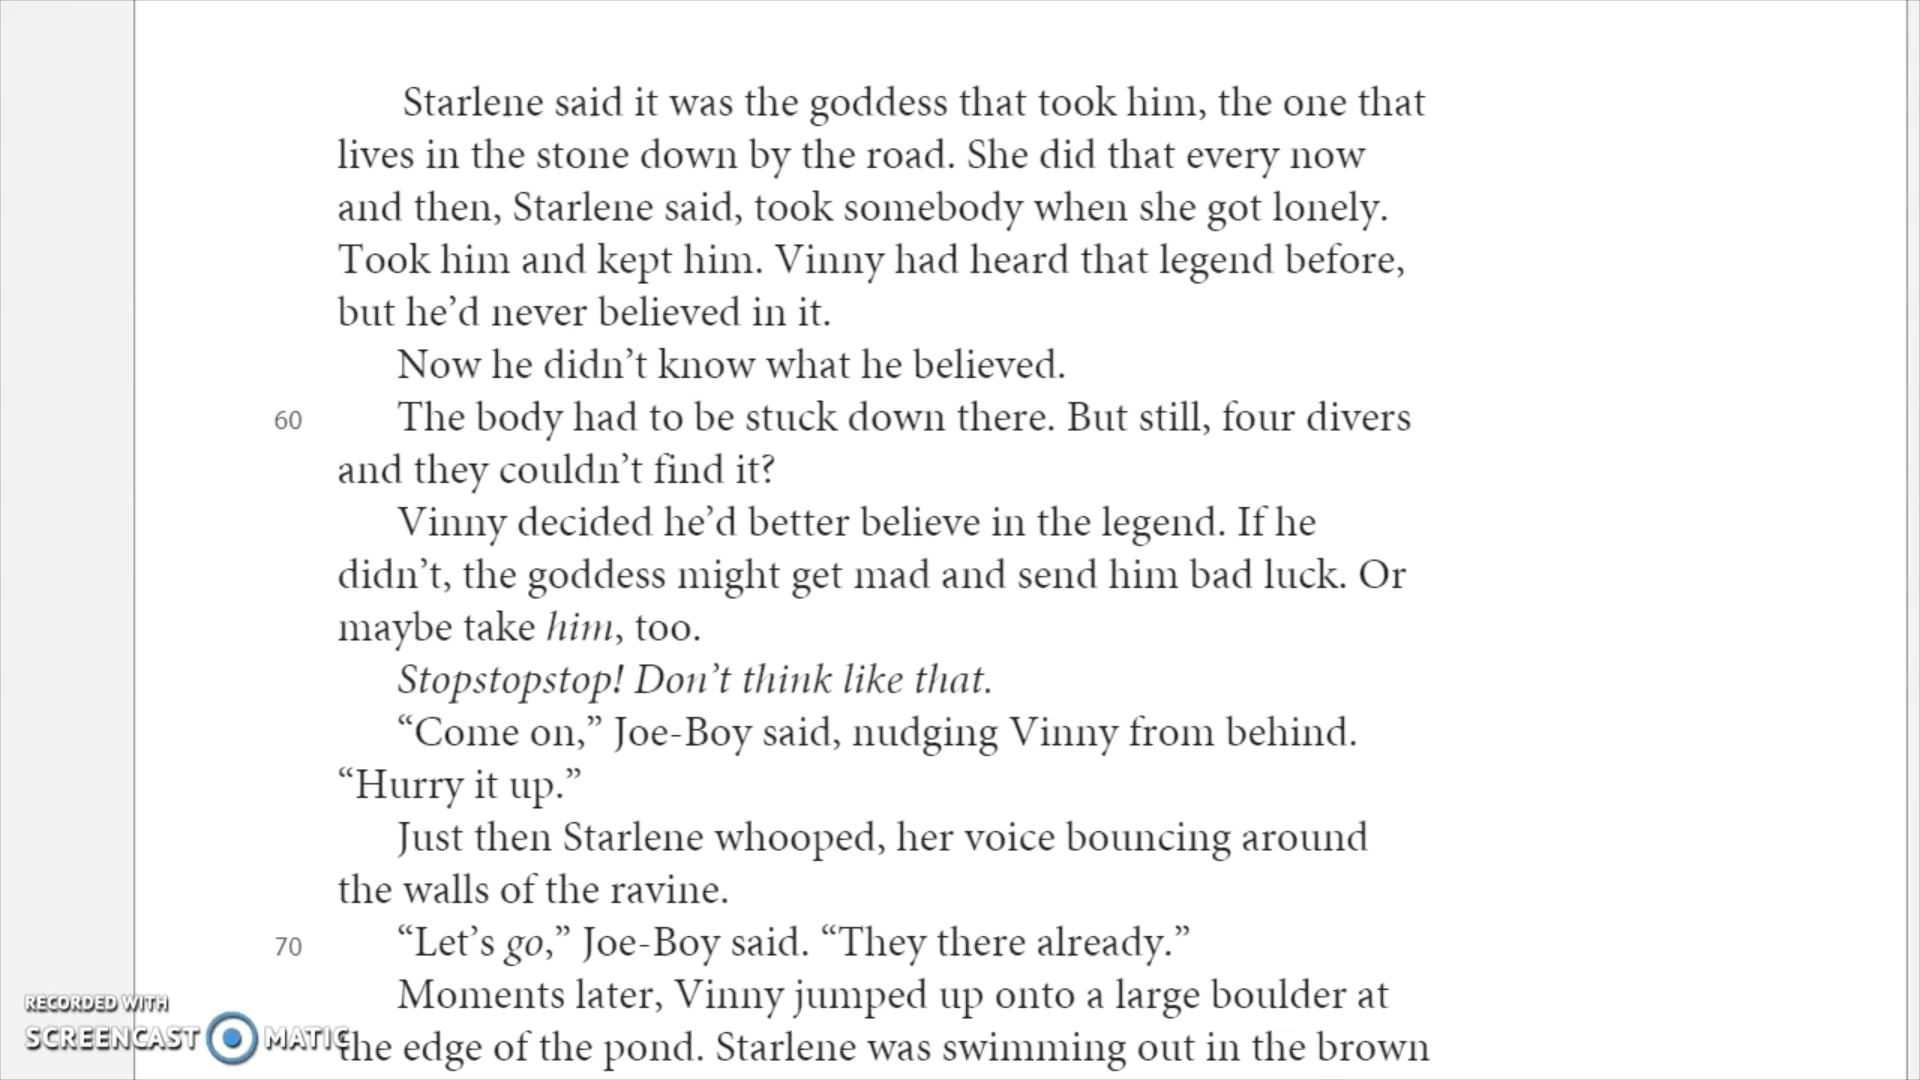 Starlene said it was the goddess that took him, the one that
lives in the stone down by the road. She did that every now
and then, Starlene said, took somebody when she got lonely.
Took him and kept him. Vinny had heard that legend before,
but he’d never believed in it.
Now he didn’t know what he believed.
60 The body had to be stuck down there. But still, four divers
and they couldn’t find it?
Vinny decided he’d better believe in the legend. If he
didn’t, the goddess might get mad and send him bad luck. Or
maybe take him, too.
Stopstopstop! Don’t think like that.
“Come on,” Joe-Boy said, nudging Vinny from behind.
“Hurry it up.”
Just then Starlene whooped, her voice bouncing around
the walls of the ravine.
70 “Let’s go,” Joe-Boy said. “They there already.”
Moments later, Vinny jumped up onto a large boulder at
the edge of the pond. Starlene was swimming out in the brown
RECORDED WITH
SCREENCAST MATIC